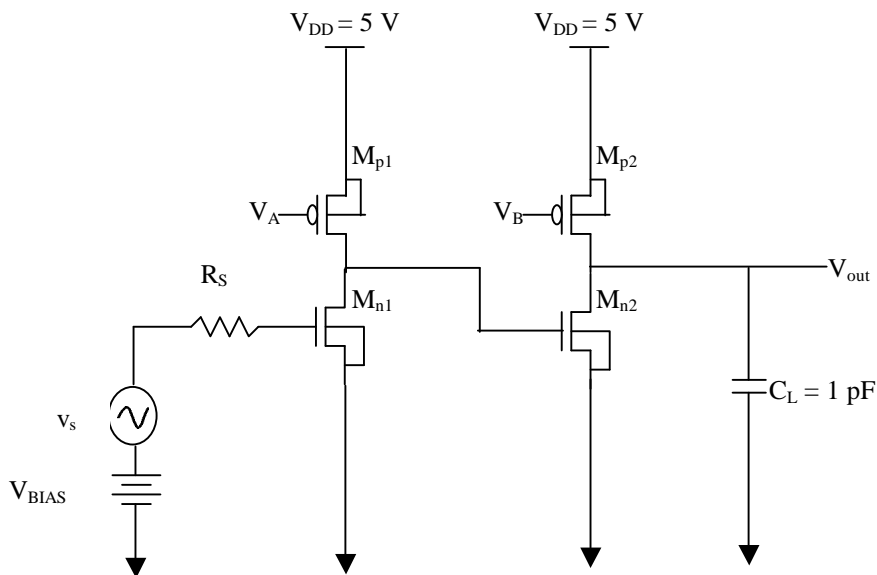 V_DD = 5 V
V_DD = 5 V
M_p1
M_p2
V_A
V_B
R_S
M_n1
M_n2
V_out
C_L = 1 pF
v_s
V_BIAS